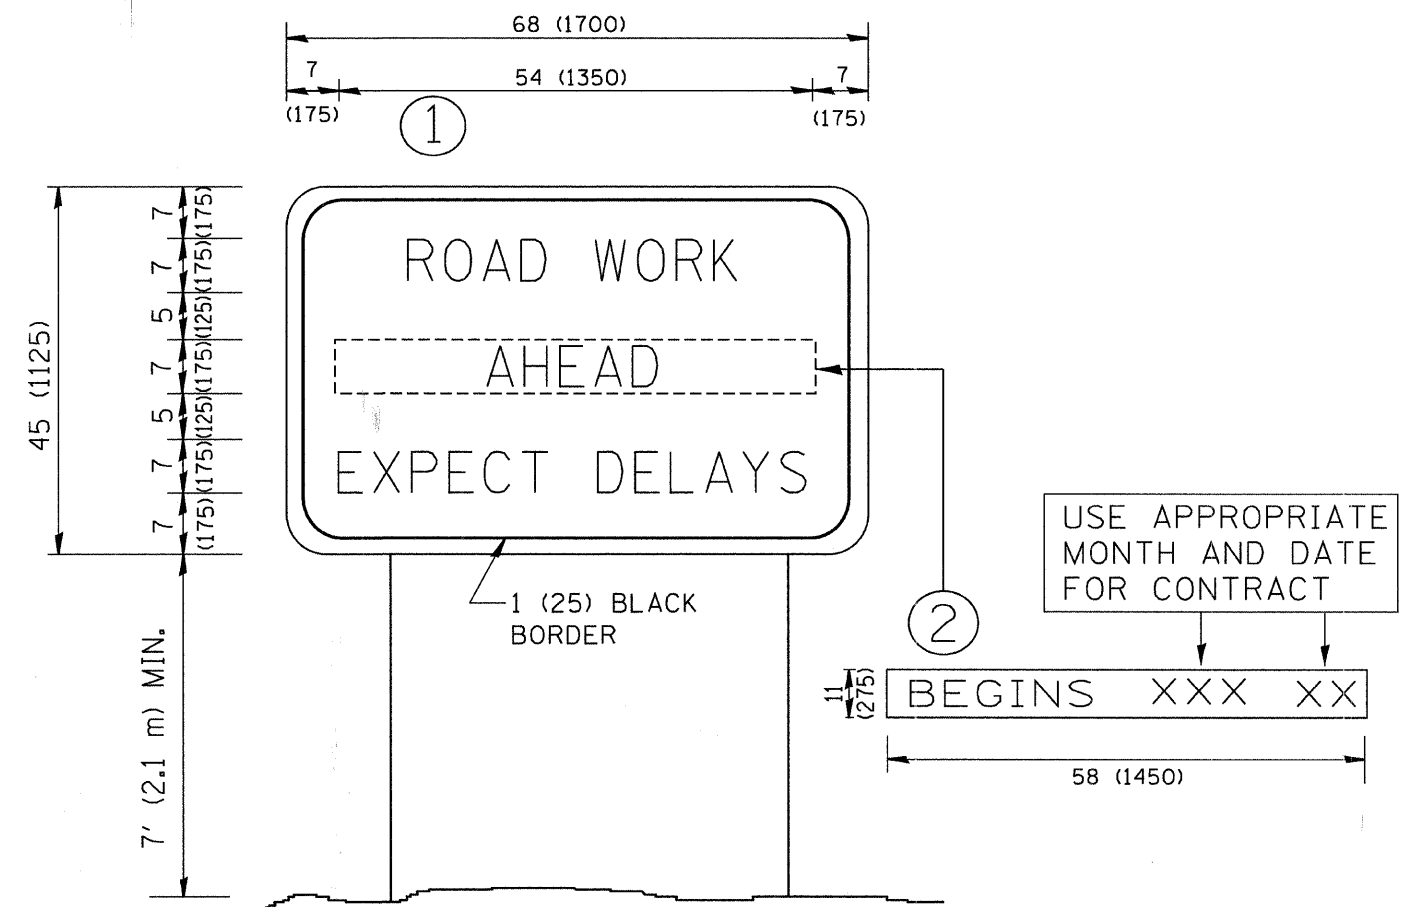 68 (1700)
7
54 (1350)
7
(175)
(175)
1
45 (1125)
7
(175)
7
(175)
5
(125)
7
(175)
5
(125)
7
(175)
7
(175)
ROAD WORK
AHEAD
EXPECT DELAYS
1 (25) BLACK
BORDER
7' (2.1 m) MIN.
USE APPROPRIATE
MONTH AND DATE
FOR CONTRACT
2
11
(275)
BEGINS XXX XX
58 (1450)